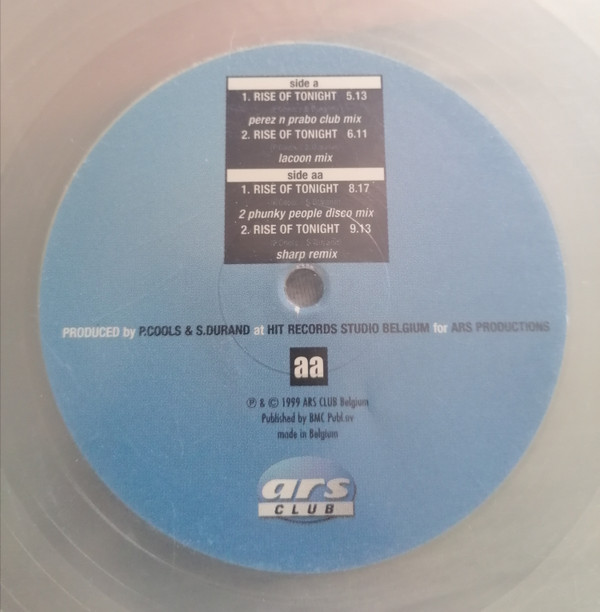 side a
1. RISE OF TONIGHT 5.13
perez n prabo club mix
2. RISE OF TONIGHT 6.11
lacoon mix
side aa
1. RISE OF TONIGHT 8.17
2 phunky people disco mix
2. RISE OF TONIGHT 9.13
sharp remix
PRODUCED by P.COOLS & S.DURAND at HIT RECORDS STUDIO BELGIUM for ARS PRODUCTIONS
aa
℗ & © 1999 ARS CLUB Belgium
Published by BMC Publ.nv
made in Belgium
ars
CLUB